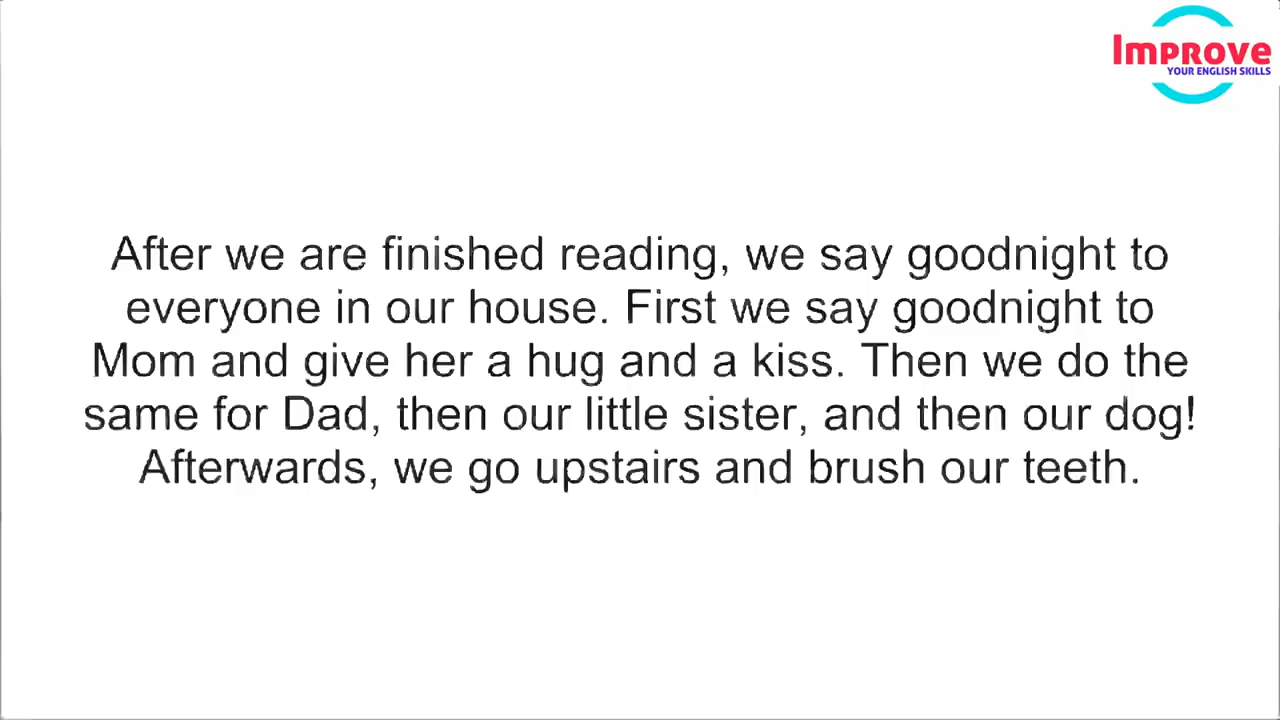 Improve
YOUR ENGLISH SKILLS
After we are finished reading, we say goodnight to
everyone in our house. First we say goodnight to
Mom and give her a hug and a kiss. Then we do the
same for Dad, then our little sister, and then our dog!
Afterwards, we go upstairs and brush our teeth.